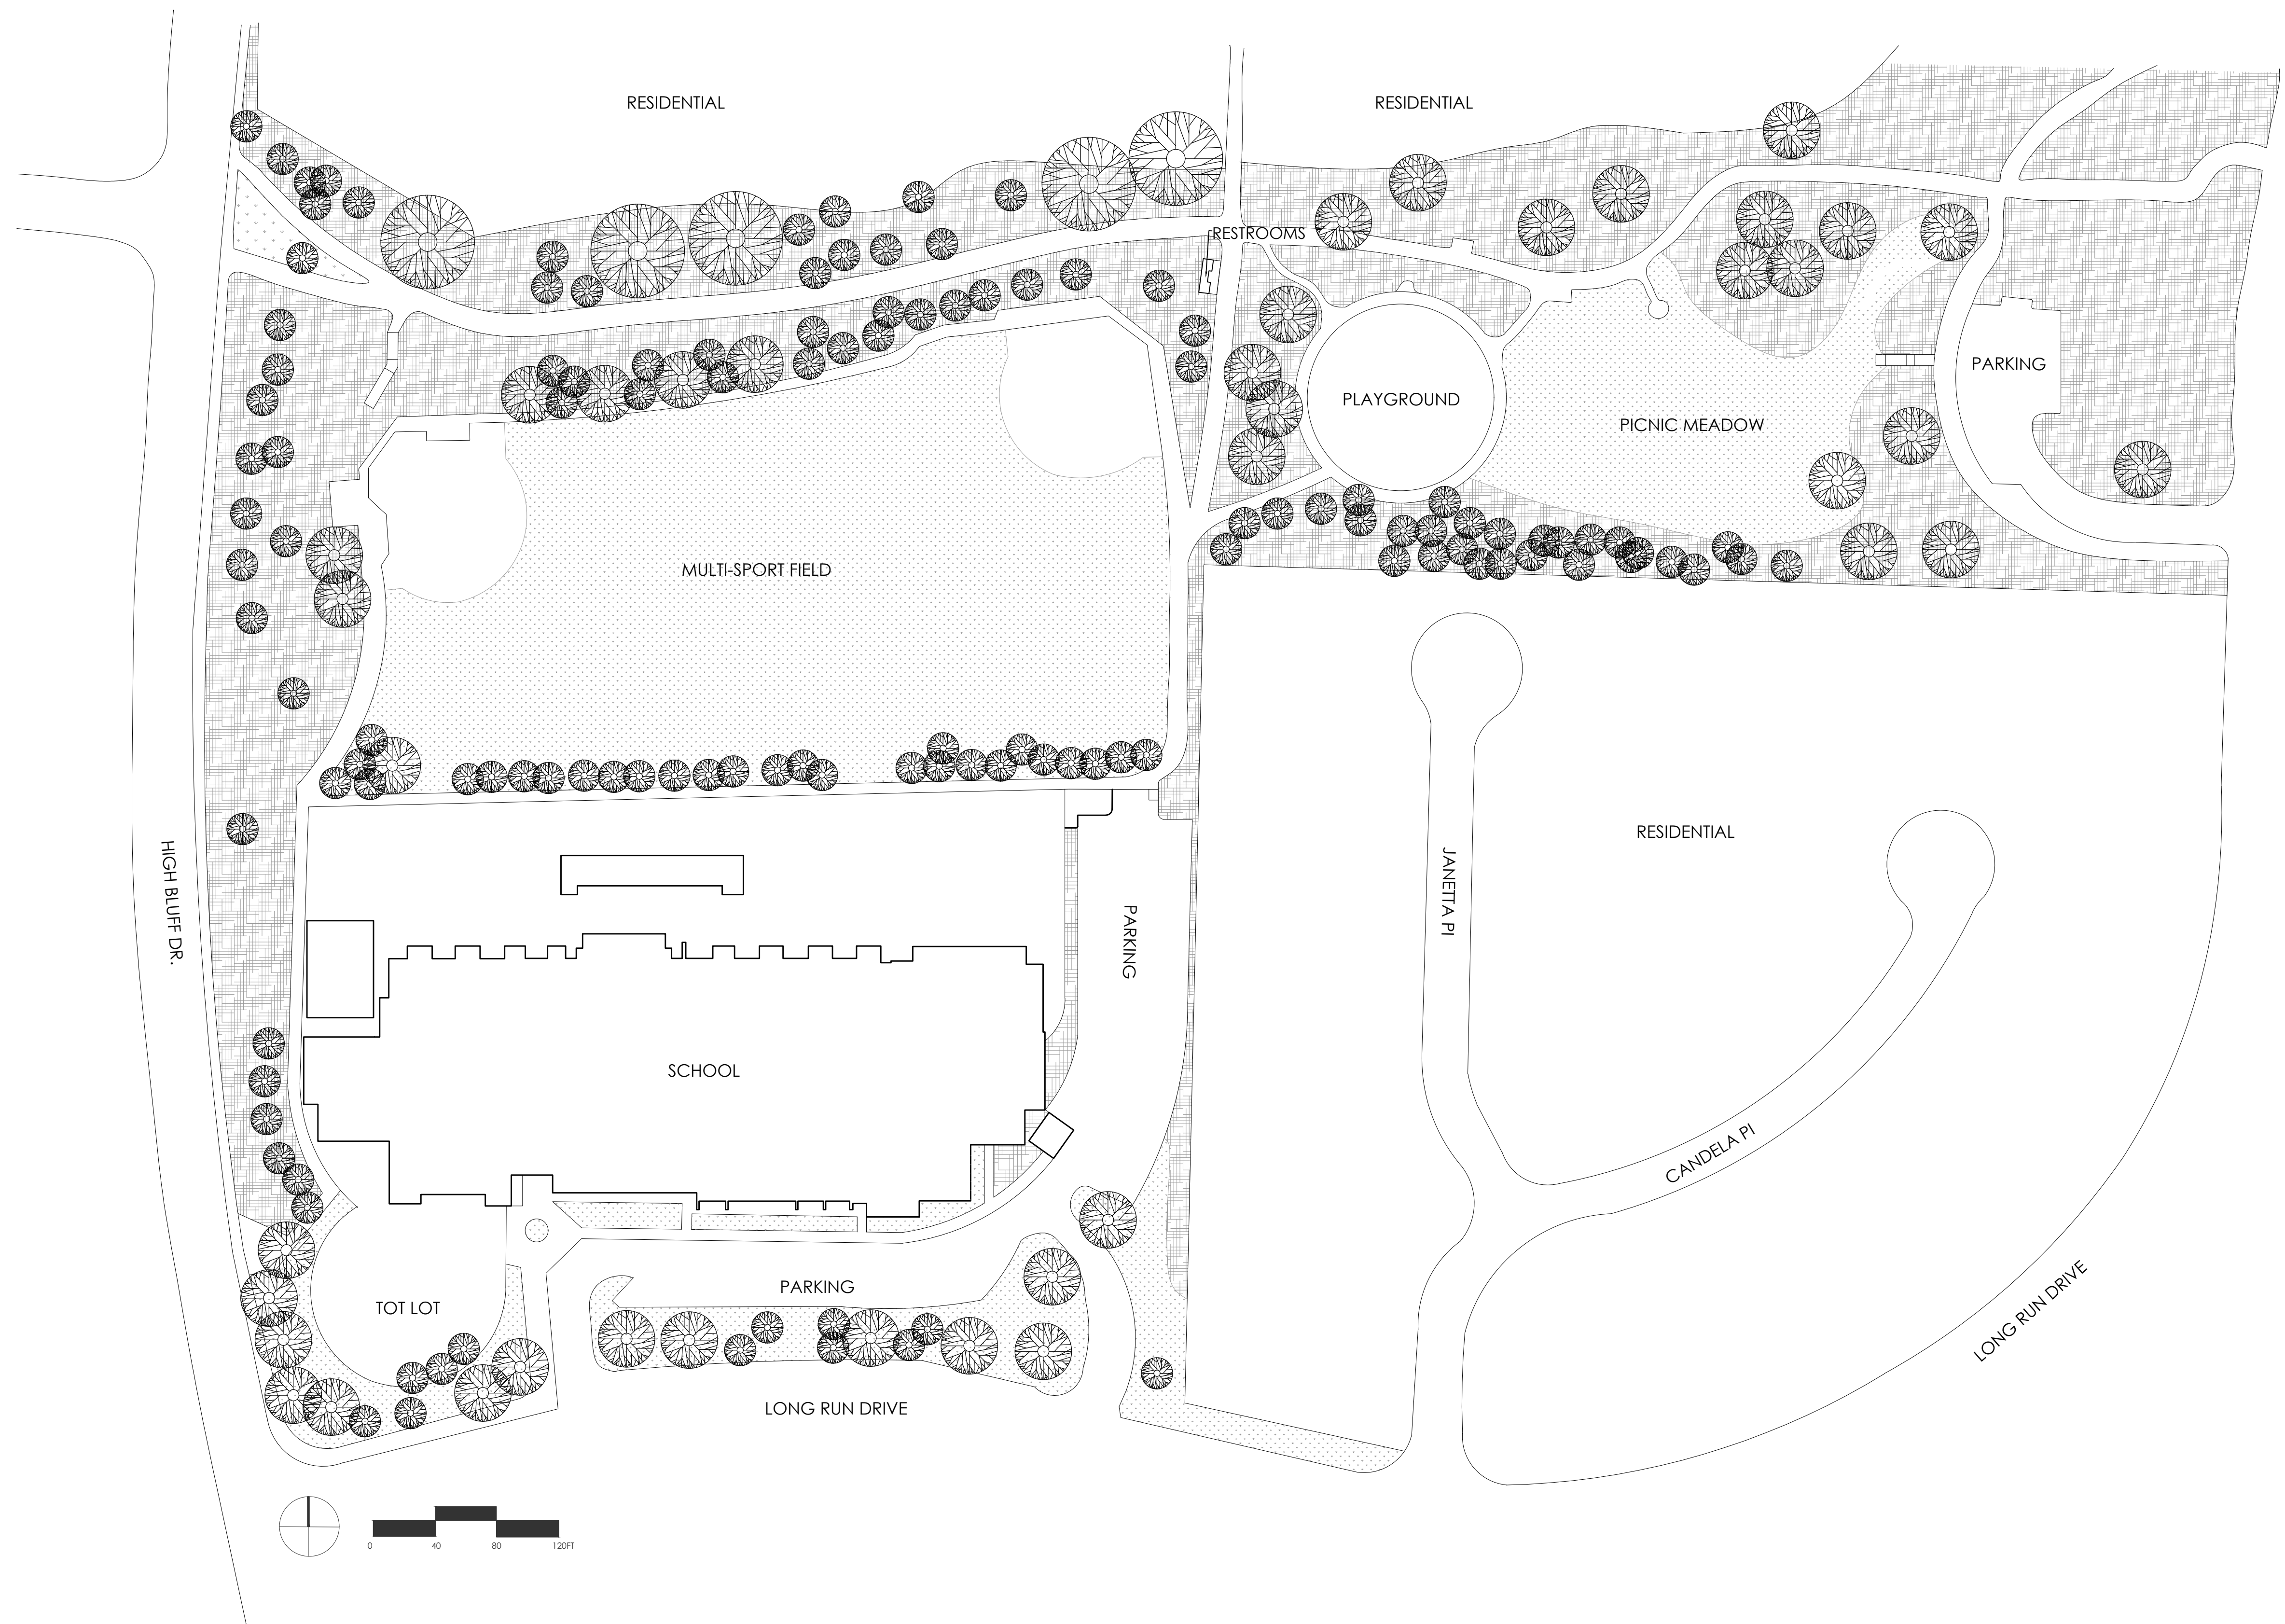 RESIDENTIAL
RESIDENTIAL
RESTROOMS
PARKING
PLAYGROUND
PICNIC MEADOW
MULTI-SPORT FIELD
RESIDENTIAL
HIGH BLUFF DR.
JANETTA Pl
PARKING
SCHOOL
CANDELA Pl
PARKING
TOT LOT
LONG RUN DRIVE
LONG RUN DRIVE
0 40 80 120FT